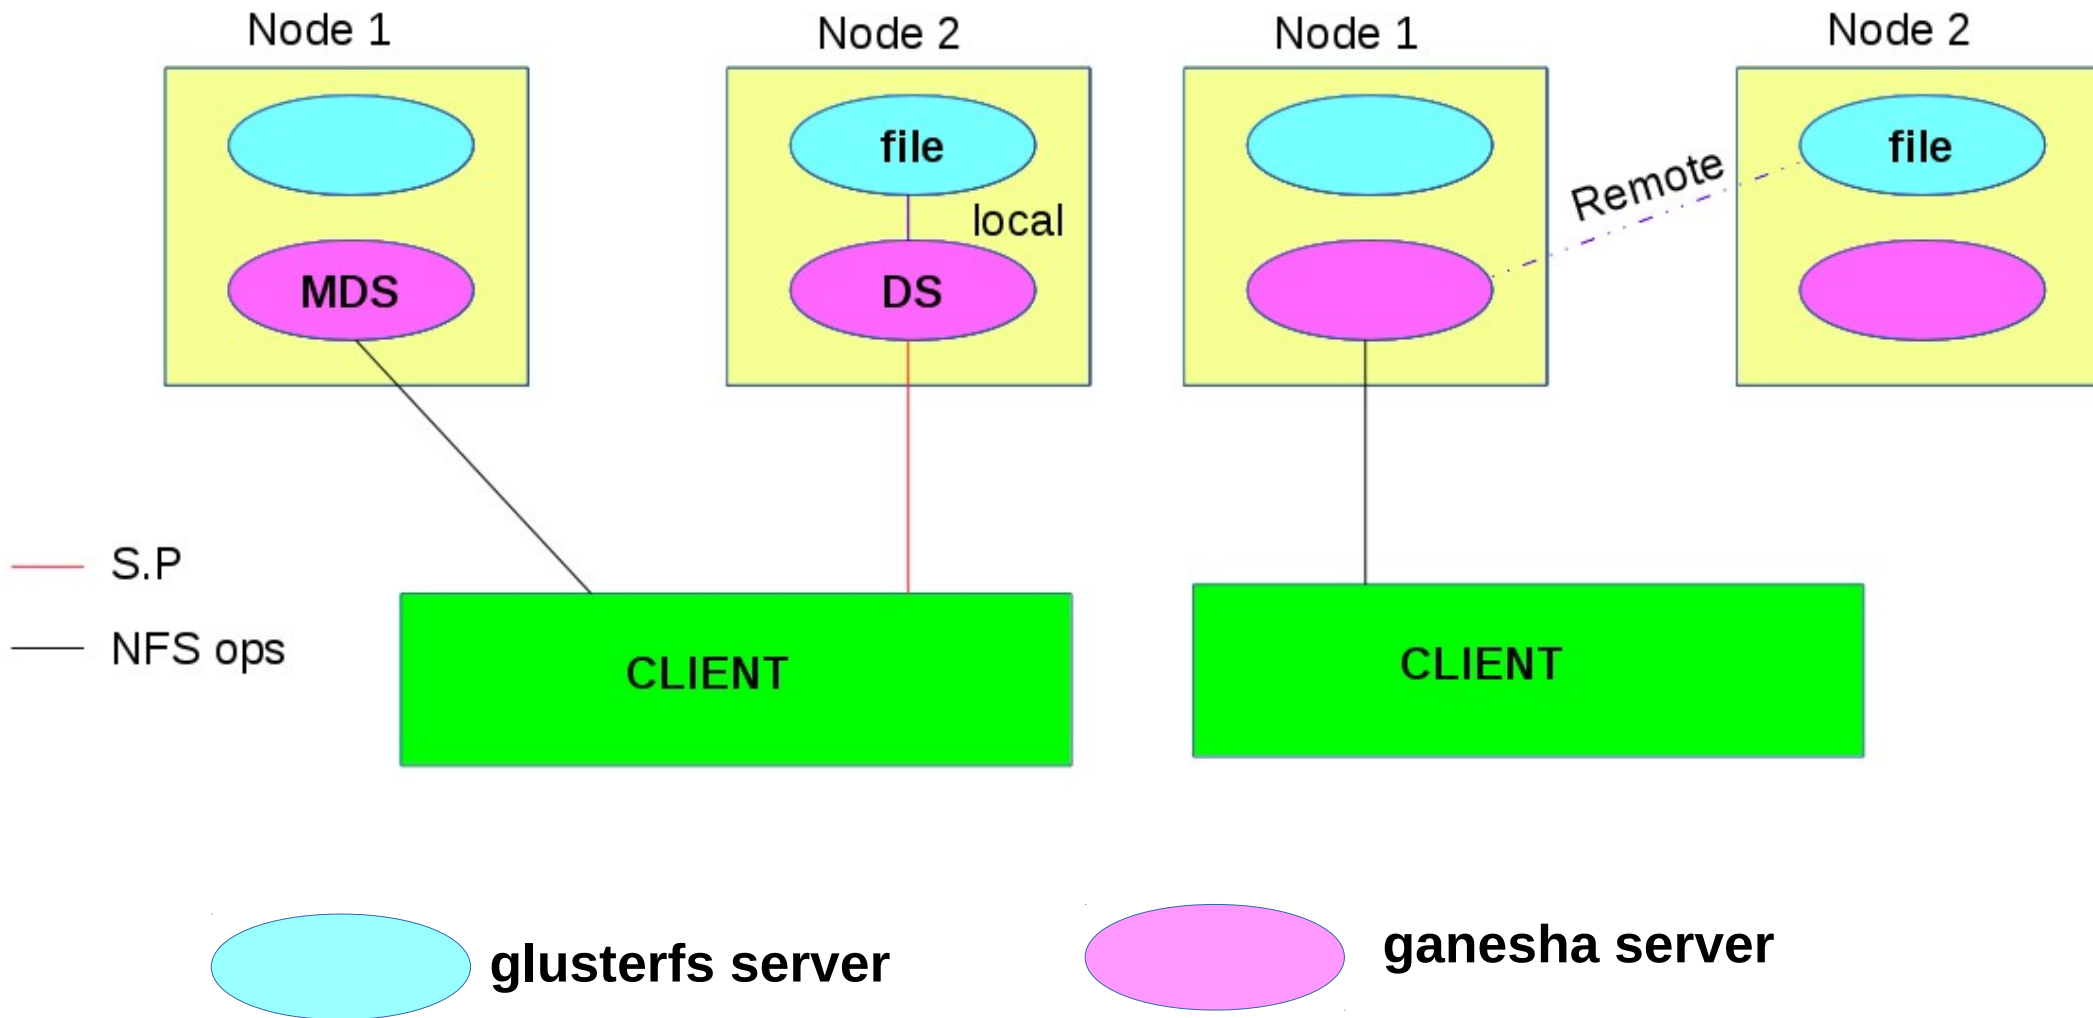 Node 1
Node 2
Node 1
Node 2
file
local
MDS
DS
Remote
file
S.P
NFS ops
CLIENT
CLIENT
glusterfs server
ganesha server